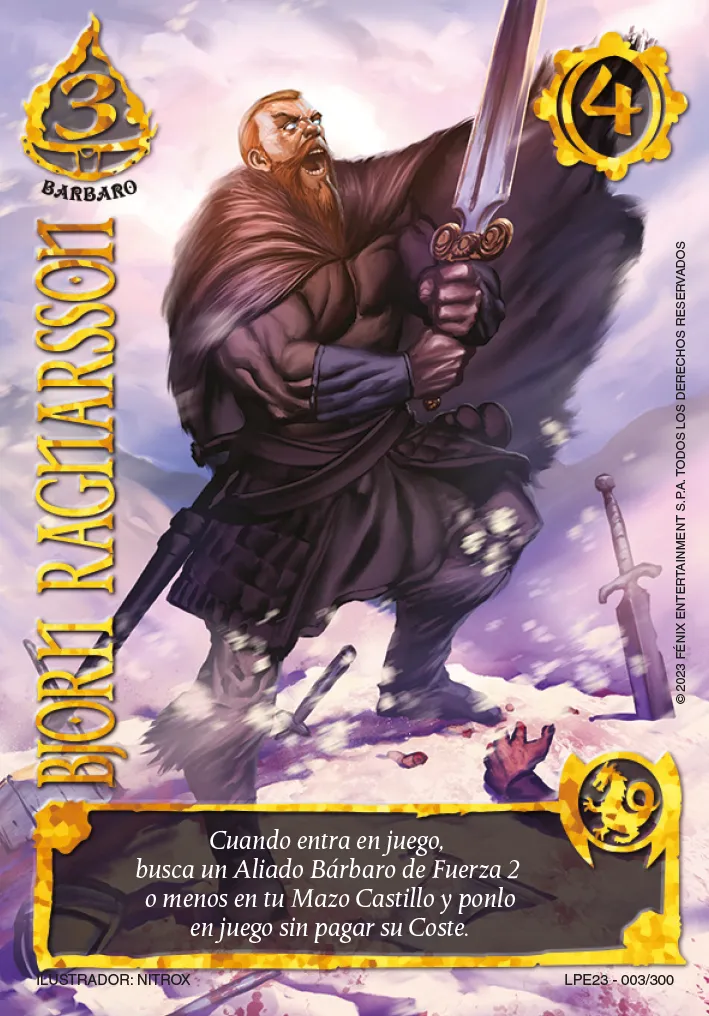 3
4
BARBARO
BJORN RAGNARSSON
© 2023 FÉNIX ENTERTAINMENT S.P.A. TODOS LOS DERECHOS RESERVADOS
Cuando entra en juego,
busca un Aliado Bárbaro de Fuerza 2
o menos en tu Mazo Castillo y ponlo
en juego sin pagar su Coste.
ILUSTRADOR: NITROX
LPE23 - 003/300